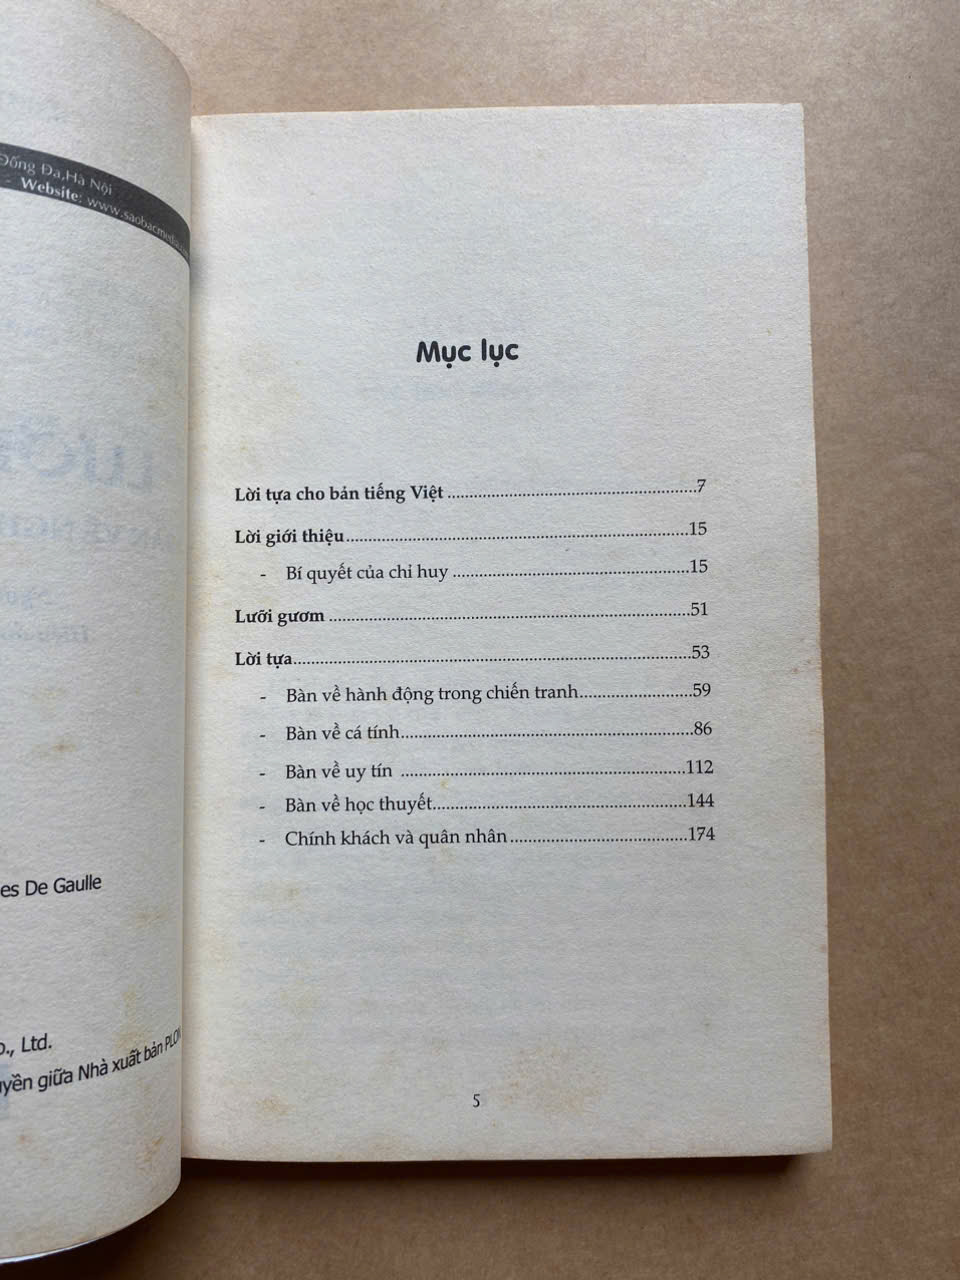 Đống Đa,Hà Nội
Website: www.saobacmedia
es De Gaulle
o., Ltd.
uyền giữa Nhà xuất bản PLON
Mục lục
Lời tựa cho bản tiếng Việt ........................................................7
Lời giới thiệu............................................................................15
- Bí quyết của chỉ huy ....................................................15
Lưỡi gươm ................................................................................51
Lời tựa........................................................................................53
- Bàn về hành động trong chiến tranh.........................59
- Bàn về cá tính.................................................................86
- Bàn về uy tín ................................................................112
- Bàn về học thuyết.........................................................144
- Chính khách và quân nhân........................................174
5